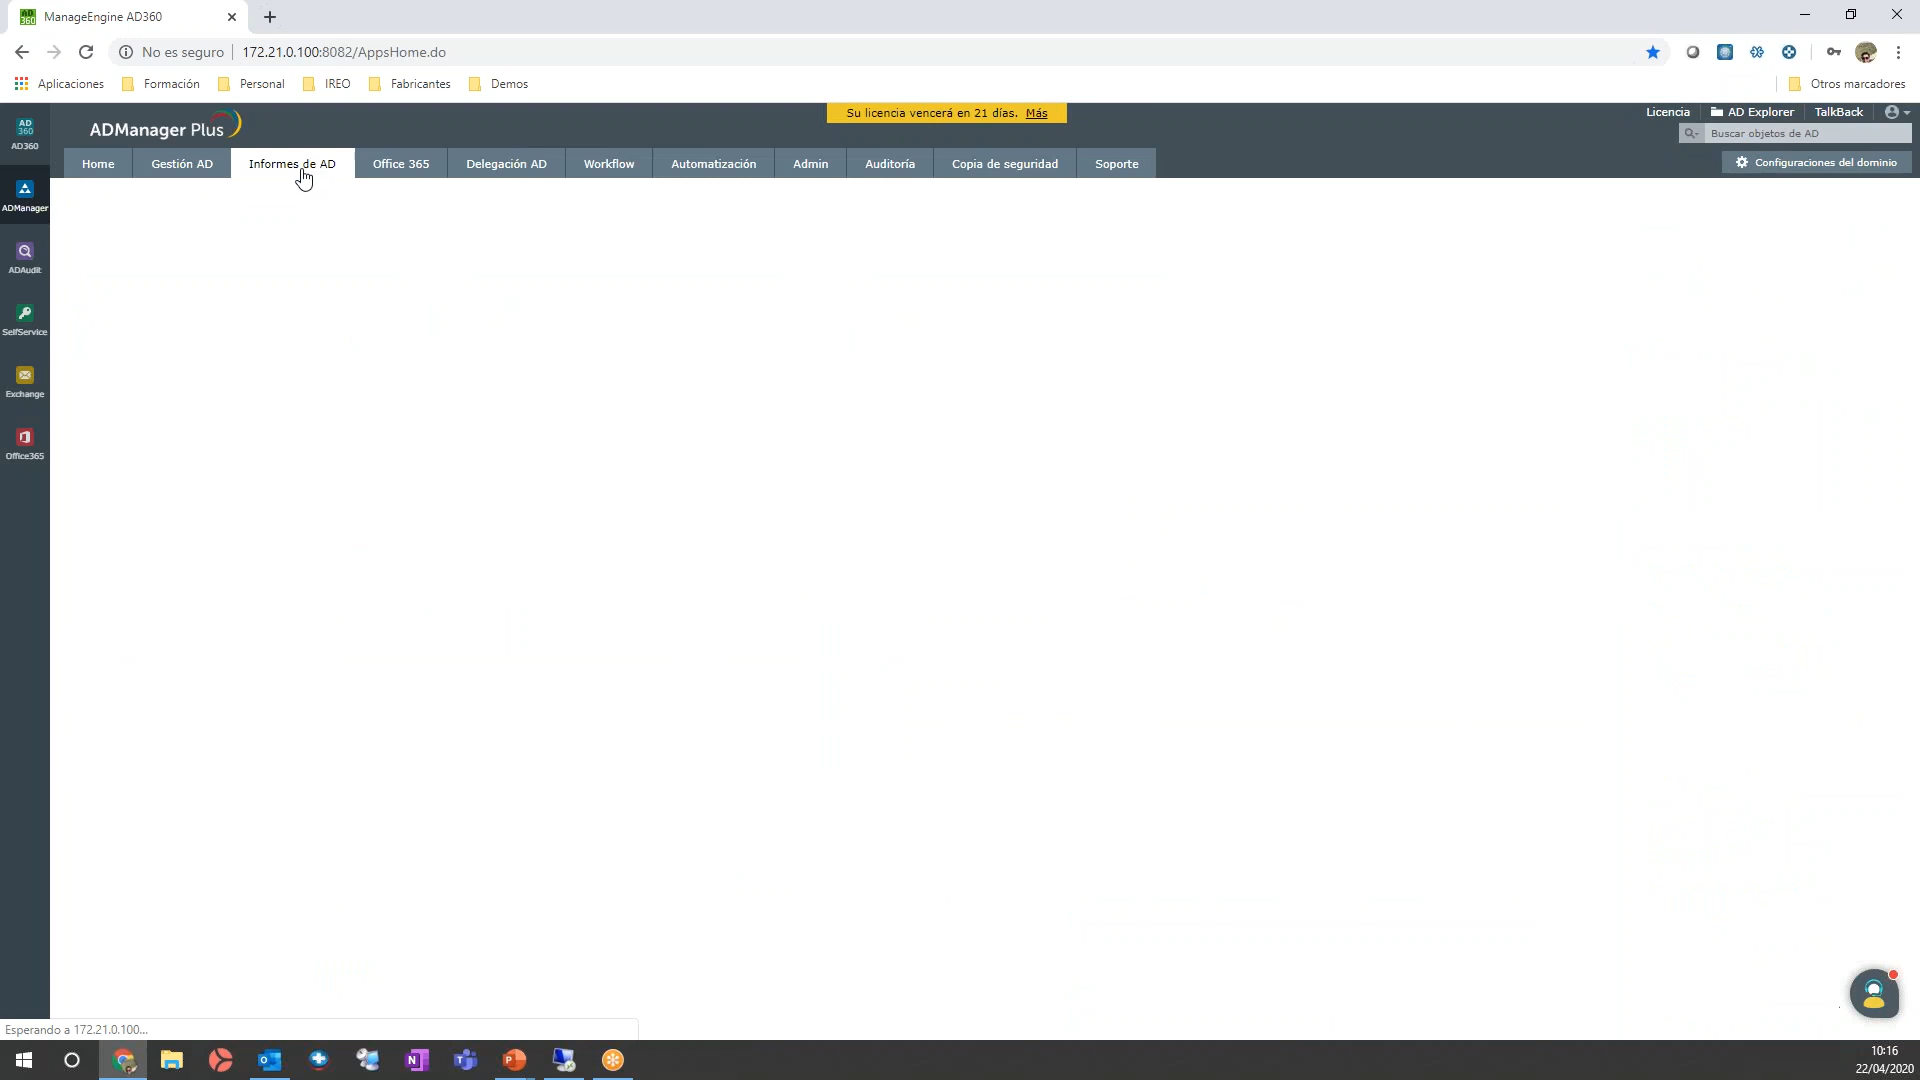 ManageEngine AD360
No es seguro 172.21.0.100:8082/AppsHome.do
Aplicaciones Formación Personal IREO Fabricantes Demos Otros marcadores
AD
360
AD360
ADManager Plus
Su licencia vencerá en 21 días. Más
Licencia AD Explorer TalkBack
Buscar objetos de AD
Home Gestión AD Informes de AD Office 365 Delegación AD Workflow Automatización Admin Auditoría Copia de seguridad Soporte
Configuraciones del dominio
ADManager
ADAudit
SelfService
Exchange
Office365
Esperando a 172.21.0.100...
10:16
22/04/2020